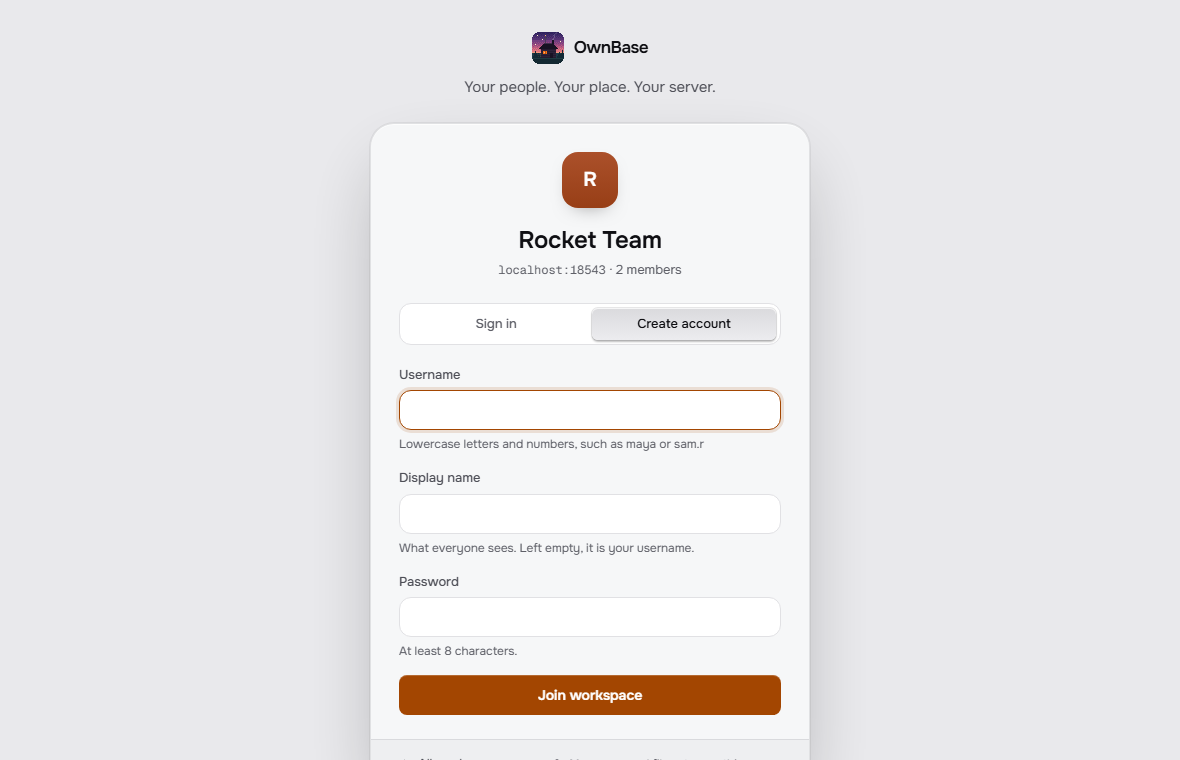 OwnBase
Your people. Your place. Your server.
R
Rocket Team
localhost:18543 · 2 members
Sign in
Create account
Username
Lowercase letters and numbers, such as maya or sam.r
Display name
What everyone sees. Left empty, it is your username.
Password
At least 8 characters.
Join workspace